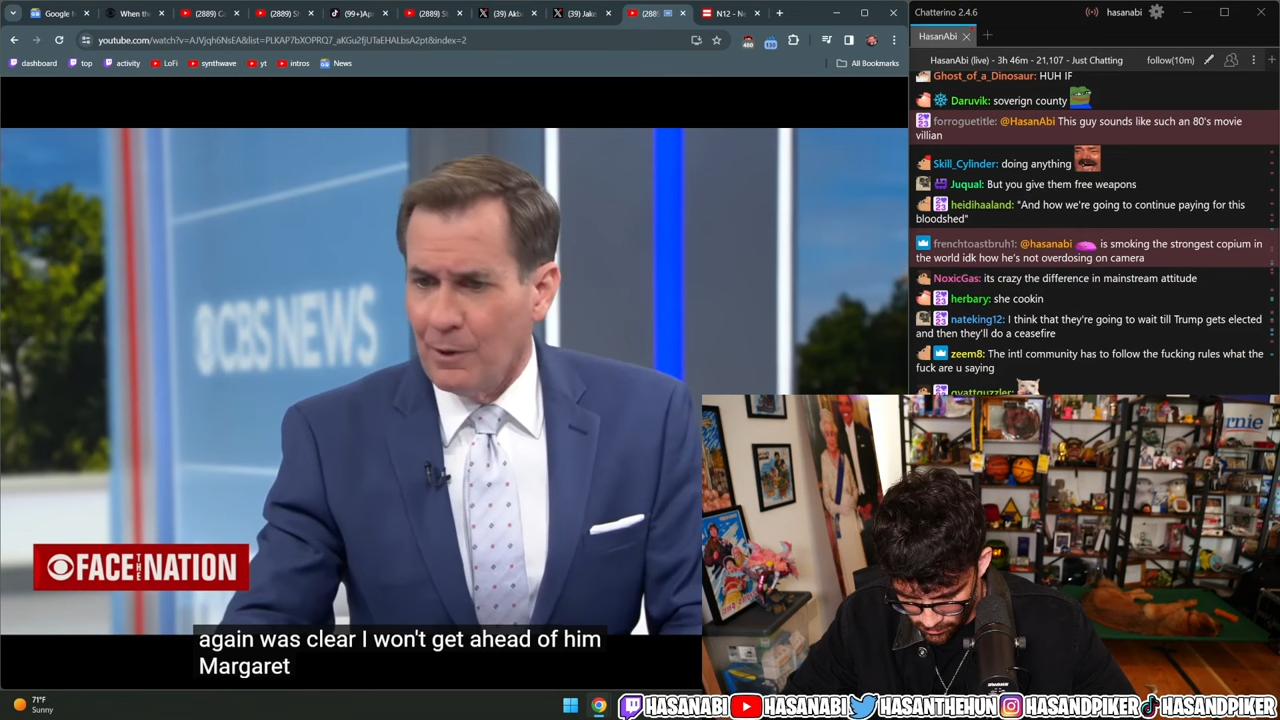 Google N
When the
(2889) C
(2889) S
(99+)
(2889) St
(39) Akb
(39) Jak
(2889
N12 - Ne
youtube.com/watch?v=AJVjqh6NsEA&list=PLKAP7bXOPRQ7_aKGu2fjUTaEHALbsA2pt&index=2
480
130
dashboard
top
activity
LoFi
synthwave
yt
intros
News
All Bookmarks
@CBSNEWS
FACE THE NATION
again was clear I won't get ahead of him
Margaret
71°F
Sunny
Chatterino 2.4.6
hasanabi
HasanAbi
HasanAbi (live) - 3h 46m - 21,107 - Just Chatting
follow(10m)
Ghost_of_a_Dinosaur: HUH IF
Daruvik: soverign county
forroguetitle: @HasanAbi This guy sounds like such an 80's movie
villian
Skill_Cylinder: doing anything
Juqual: But you give them free weapons
heidihaaland: "And how we're going to continue paying for this
bloodshed"
frenchtoastbruh1: @hasanabi is smoking the strongest copium in
the world idk how he's not overdosing on camera
NoxicGas: its crazy the difference in mainstream attitude
herbary: she cookin
nateking12: I think that they're going to wait till Trump gets elected
and then they'll do a ceasefire
zeem8: The intl community has to follow the fucking rules what the
fuck are u saying
gyattguzzler:
ernie
HASANABI
HASANABI
HASANTHEHUN
HASANDPIKER
HASANDPIKER